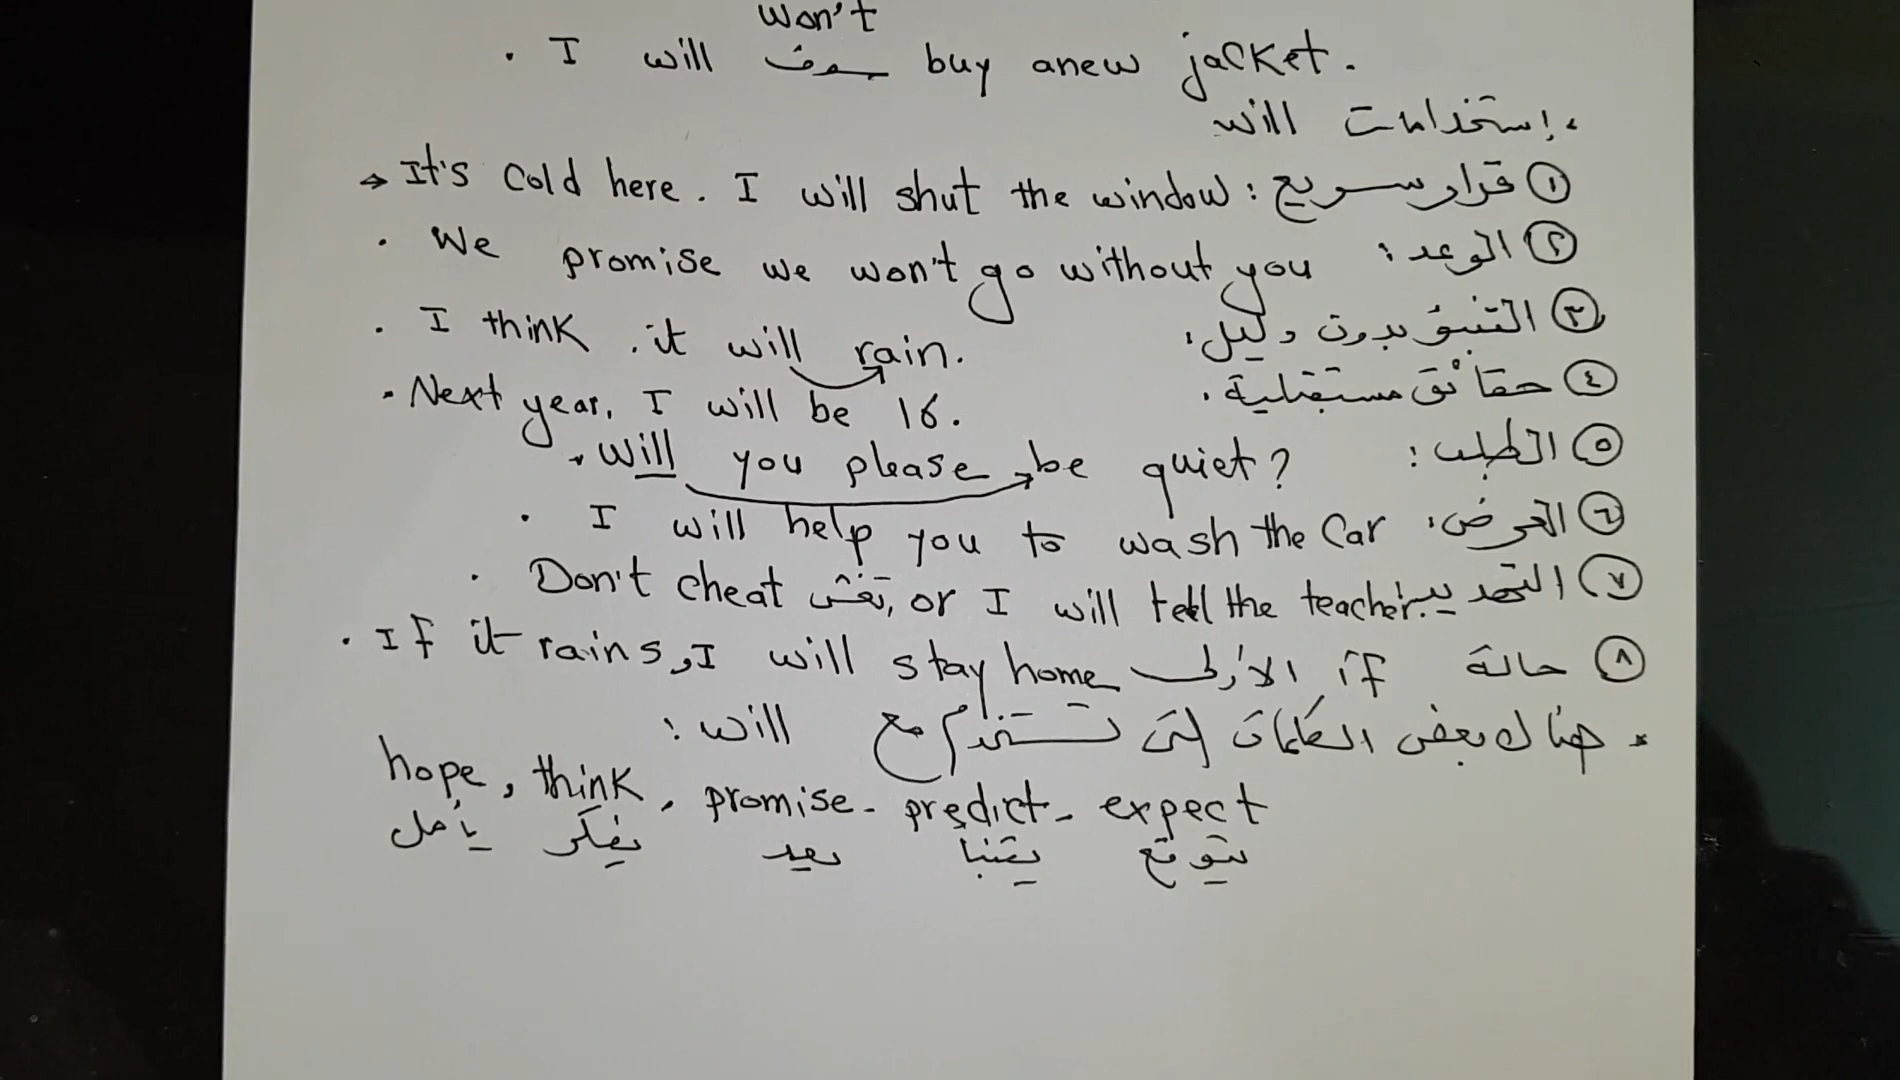 won't
. I will سوف buy anew jacket.
إستخدامات will
① قرار سريع : It's cold here. I will shut the window
② الوعد : We promise we won't go without you
③ التنبؤ بدون دليل: I think it will rain.
④ حقائق مستقبلية. Next year, I will be 16.
⑤ الطلب : Will you please be quiet?
⑥ العرض: I will help you to wash the Car
⑦ التهديد: Don't cheat تغش, or I will tell the teacher.
⑧ حالة if الأولى If it rains, I will stay home
* هناك بعض الكلمات التى تستخدم مع will :
hope, think, promise - predict - expect
يأمل يفكر يعد يتنبأ يتوقع